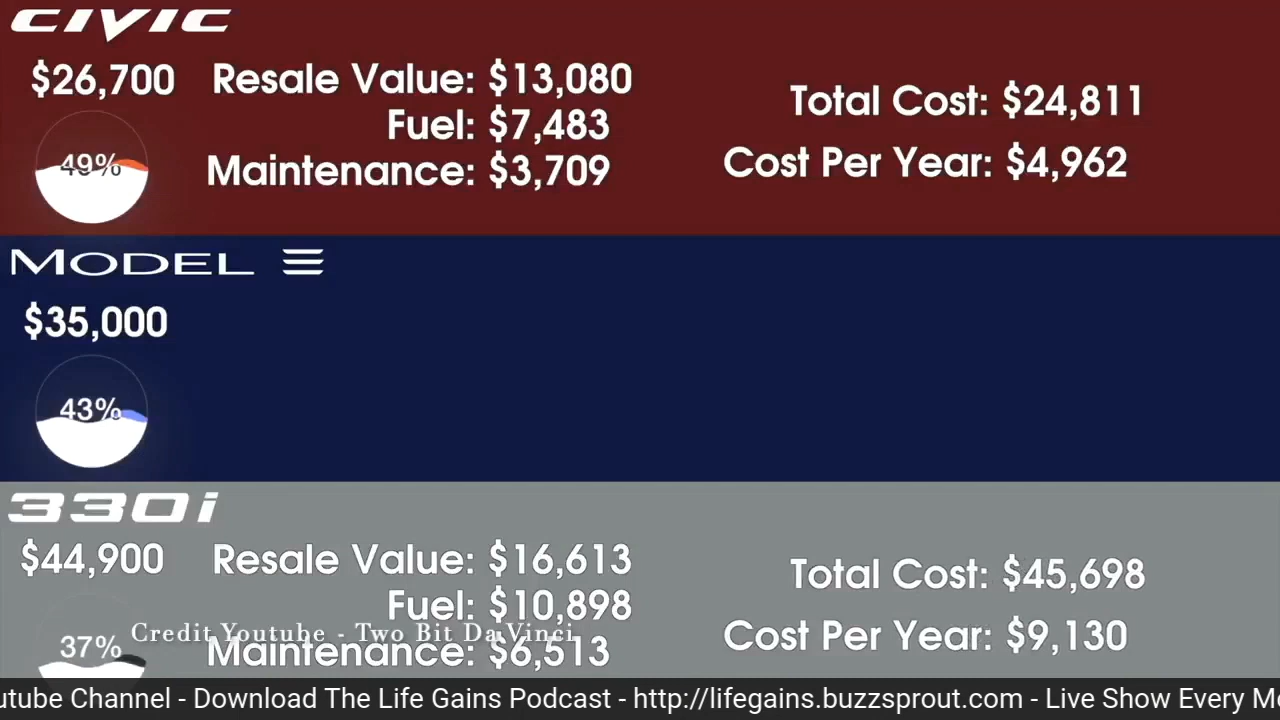 CIVIC
$26,700
Resale Value: $13,080
Fuel: $7,483
Maintenance: $3,709
49%
Total Cost: $24,811
Cost Per Year: $4,962
MODEL ☰
$35,000
43%
330i
$44,900
Resale Value: $16,613
Fuel: $10,898
Maintenance: $6,513
37%
Total Cost: $45,698
Cost Per Year: $9,130
Credit Youtube - Two Bit Da Vinci
utube Channel - Download The Life Gains Podcast - http://lifegains.buzzsprout.com - Live Show Every M